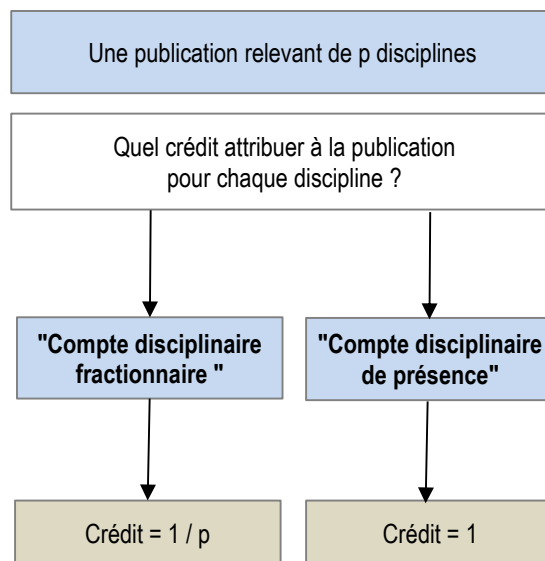 Une publication relevant de p disciplines
Quel crédit attribuer à la publication
pour chaque discipline ?
"Compte disciplinaire
fractionnaire "
"Compte disciplinaire
de présence"
Crédit = 1 / p
Crédit = 1